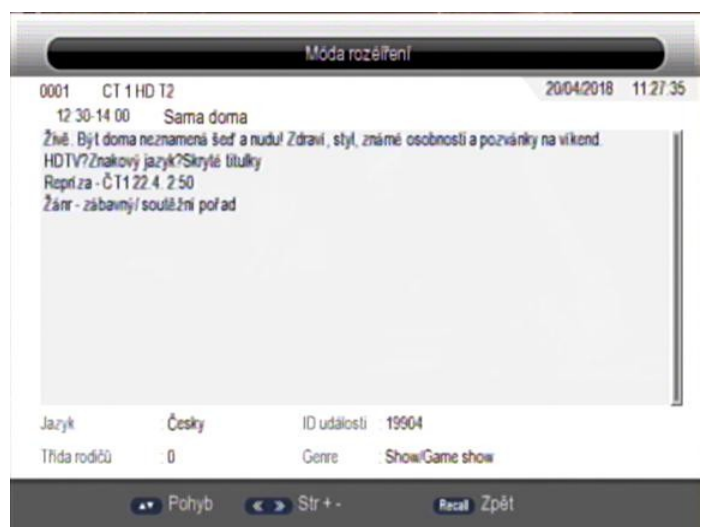 Móda rozéířenÍ
0001 CT 1 HD T2 20/04/2018 11:27:35
12:30-14:00 Sama doma
Živě. Být doma neznamená šeď a nudu! Zdraví, styl, známé osobnosti a pozvánky na víkend.
HDTV?Znakový jazyk?Skryté titulky
Repríza - ČT1 22.4. 2:50
Žánr - zábavný/ soutěžní pořad
Jazyk : Česky ID události : 19904
Třída rodičů : 0 Genre : Show/Game show
Pohyb Str + - Recall Zpět